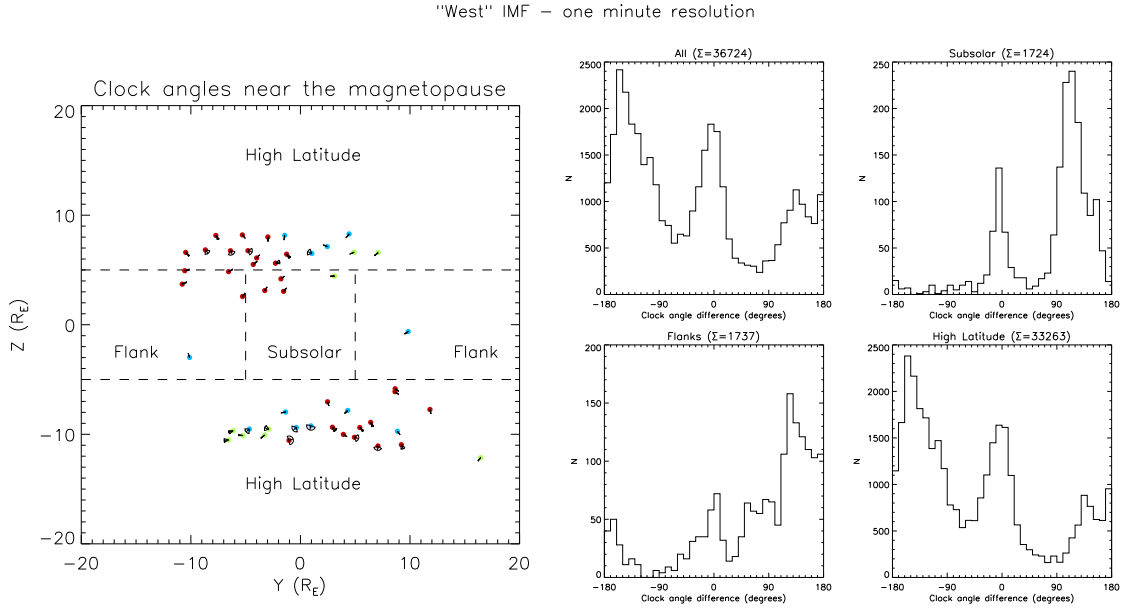 "West" IMF – one minute resolution
Clock angles near the magnetopause
20
10
0
−10
−20
Z (R_E)
High Latitude
Flank
Subsolar
Flank
High Latitude
−20 −10 0 10 20
Y (R_E)
All (Σ=36724)
2500
2000
1500
1000
500
0
N
−180 −90 0 90 180
Clock angle difference (degrees)
Subsolar (Σ=1724)
250
200
150
100
50
0
N
−180 −90 0 90 180
Clock angle difference (degrees)
Flanks (Σ=1737)
200
150
100
50
0
N
−180 −90 0 90 180
Clock angle difference (degrees)
High Latitude (Σ=33263)
2500
2000
1500
1000
500
0
N
−180 −90 0 90 180
Clock angle difference (degrees)